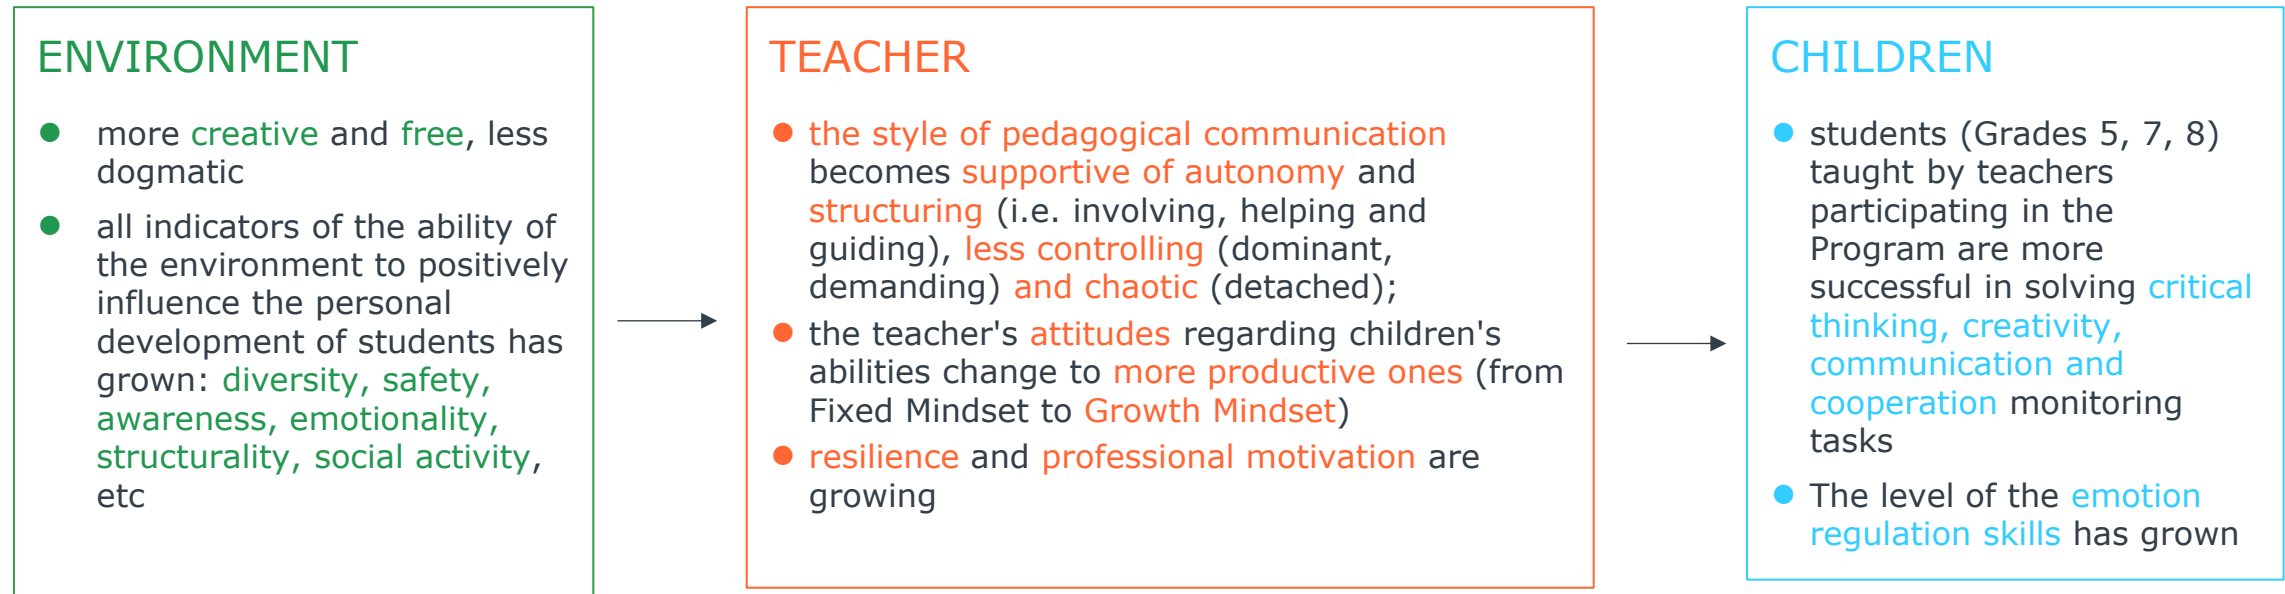 ENVIRONMENT
● more creative and free, less
dogmatic
● all indicators of the ability of
the environment to positively
influence the personal
development of students has
grown: diversity, safety,
awareness, emotionality,
structurality, social activity,
etc
TEACHER
● the style of pedagogical communication
becomes supportive of autonomy and
structuring (i.e. involving, helping and
guiding), less controlling (dominant,
demanding) and chaotic (detached);
● the teacher's attitudes regarding children's
abilities change to more productive ones (from
Fixed Mindset to Growth Mindset)
● resilience and professional motivation are
growing
CHILDREN
● students (Grades 5, 7, 8)
taught by teachers
participating in the
Program are more
successful in solving critical
thinking, creativity,
communication and
cooperation monitoring
tasks
● The level of the emotion
regulation skills has grown